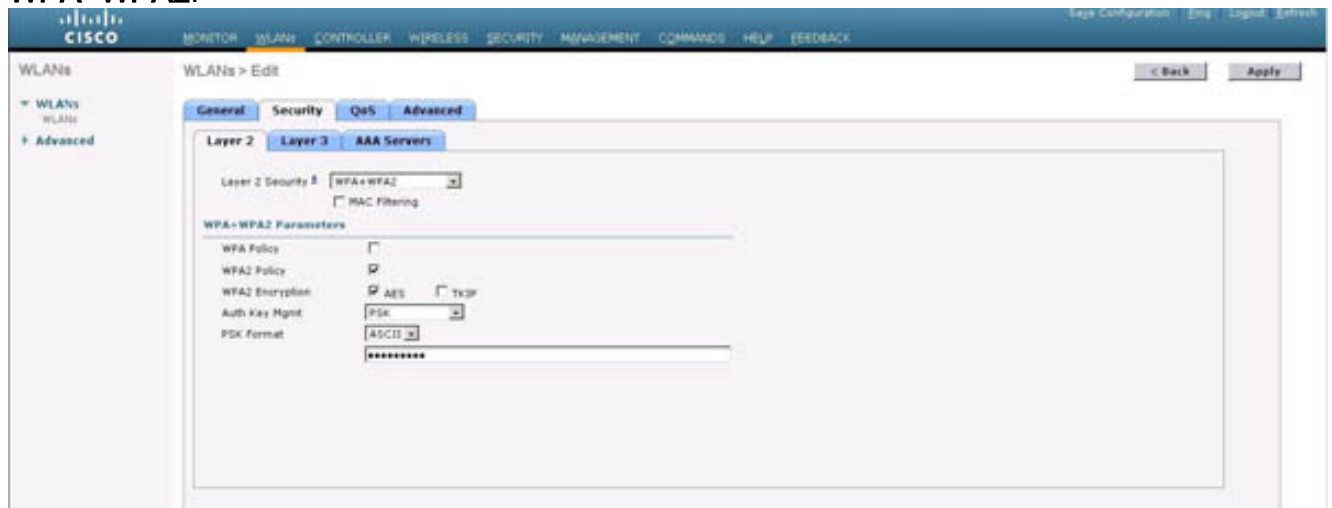 WPA+WPA2.
CISCO
Save Configuration Ping Logout Refresh
MONITOR WLANs CONTROLLER WIRELESS SECURITY MANAGEMENT COMMANDS HELP FEEDBACK
WLANs
WLANs > Edit
< Back Apply
WLANs
WLANs
Advanced
General Security QoS Advanced
Layer 2 Layer 3 AAA Servers
Layer 2 Security WPA+WPA2
MAC Filtering
WPA+WPA2 Parameters
WPA Policy
WPA2 Policy
WPA2 Encryption AES TKIP
Auth Key Mgmt PSK
PSK Format ASCII
•••••••••